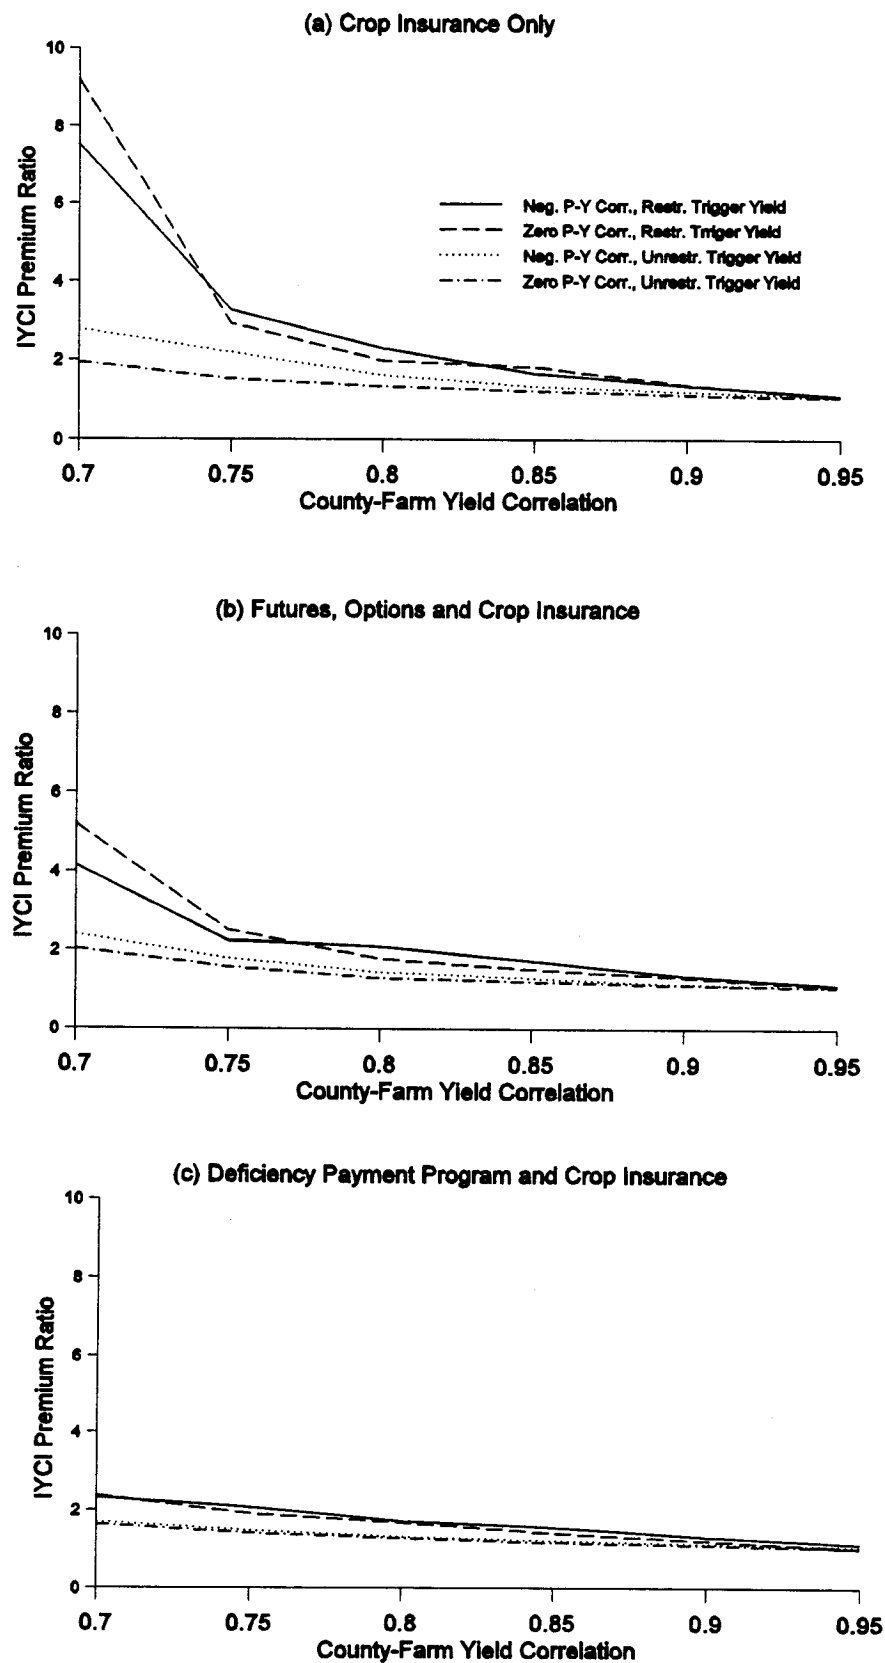 (a) Crop Insurance Only
10
8
6
4
2
0
IYCI Premium Ratio
Neg. P-Y Corr., Restr. Trigger Yield
Zero P-Y Corr., Restr. Trriger Yield
Neg. P-Y Corr., Unrestr. Trigger Yield
Zero P-Y Corr., Unrestr. Trigger Yield
0.7 0.75 0.8 0.85 0.9 0.95
County-Farm Yield Correlation
(b) Futures, Options and Crop Insurance
10
8
6
4
2
0
IYCI Premium Ratio
0.7 0.75 0.8 0.85 0.9 0.95
County-Farm Yield Correlation
(c) Deficiency Payment Program and Crop Insurance
10
8
6
4
2
0
IYCI Premium Ratio
0.7 0.75 0.8 0.85 0.9 0.95
County-Farm Yield Correlation